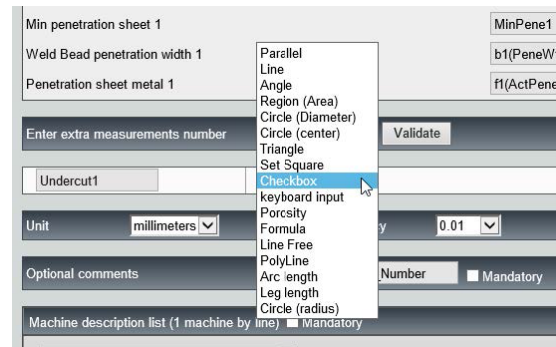 Min penetration sheet 1 MinPene1
Weld Bead penetration width 1 b1(PeneW
Penetration sheet metal 1 f1(ActPene
Parallel
Line
Angle
Region (Area)
Circle (Diameter)
Circle (center)
Triangle
Set Square
Checkbox
keyboard input
Porosity
Formula
Line Free
PolyLine
Arc length
Leg length
Circle (radius)
Enter extra measurements number Validate
Undercut1
Unit millimeters y 0.01
Optional comments _Number Mandatory
Machine description list (1 machine by line) Mandatory